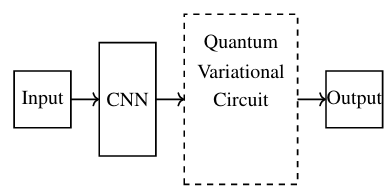 Input
CNN
Quantum
Variational
Circuit
Output